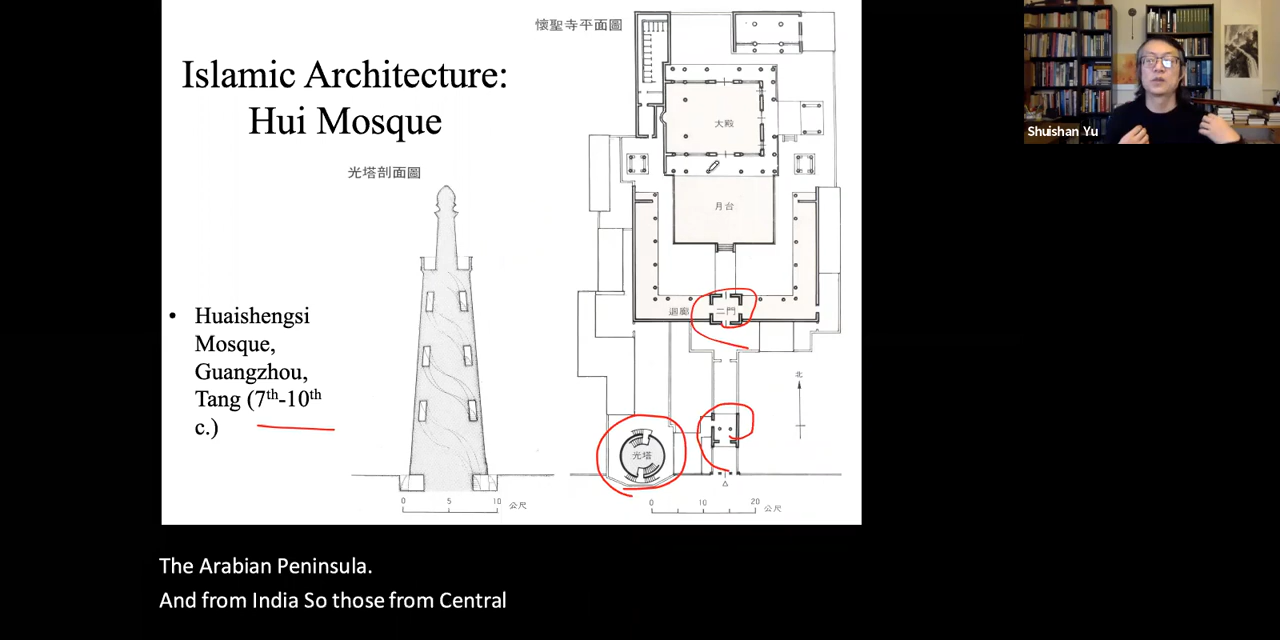 Islamic Architecture:
Hui Mosque
光塔剖面圖
• Huaishengsi
Mosque,
Guangzhou,
Tang (7th-10th
c.)
0 5 10 公尺
懷聖寺平面圖
大殿
月台
迴廊 二門
北
光塔
0 10 20 公尺
Shuishan Yu
The Arabian Peninsula.
And from India So those from Central